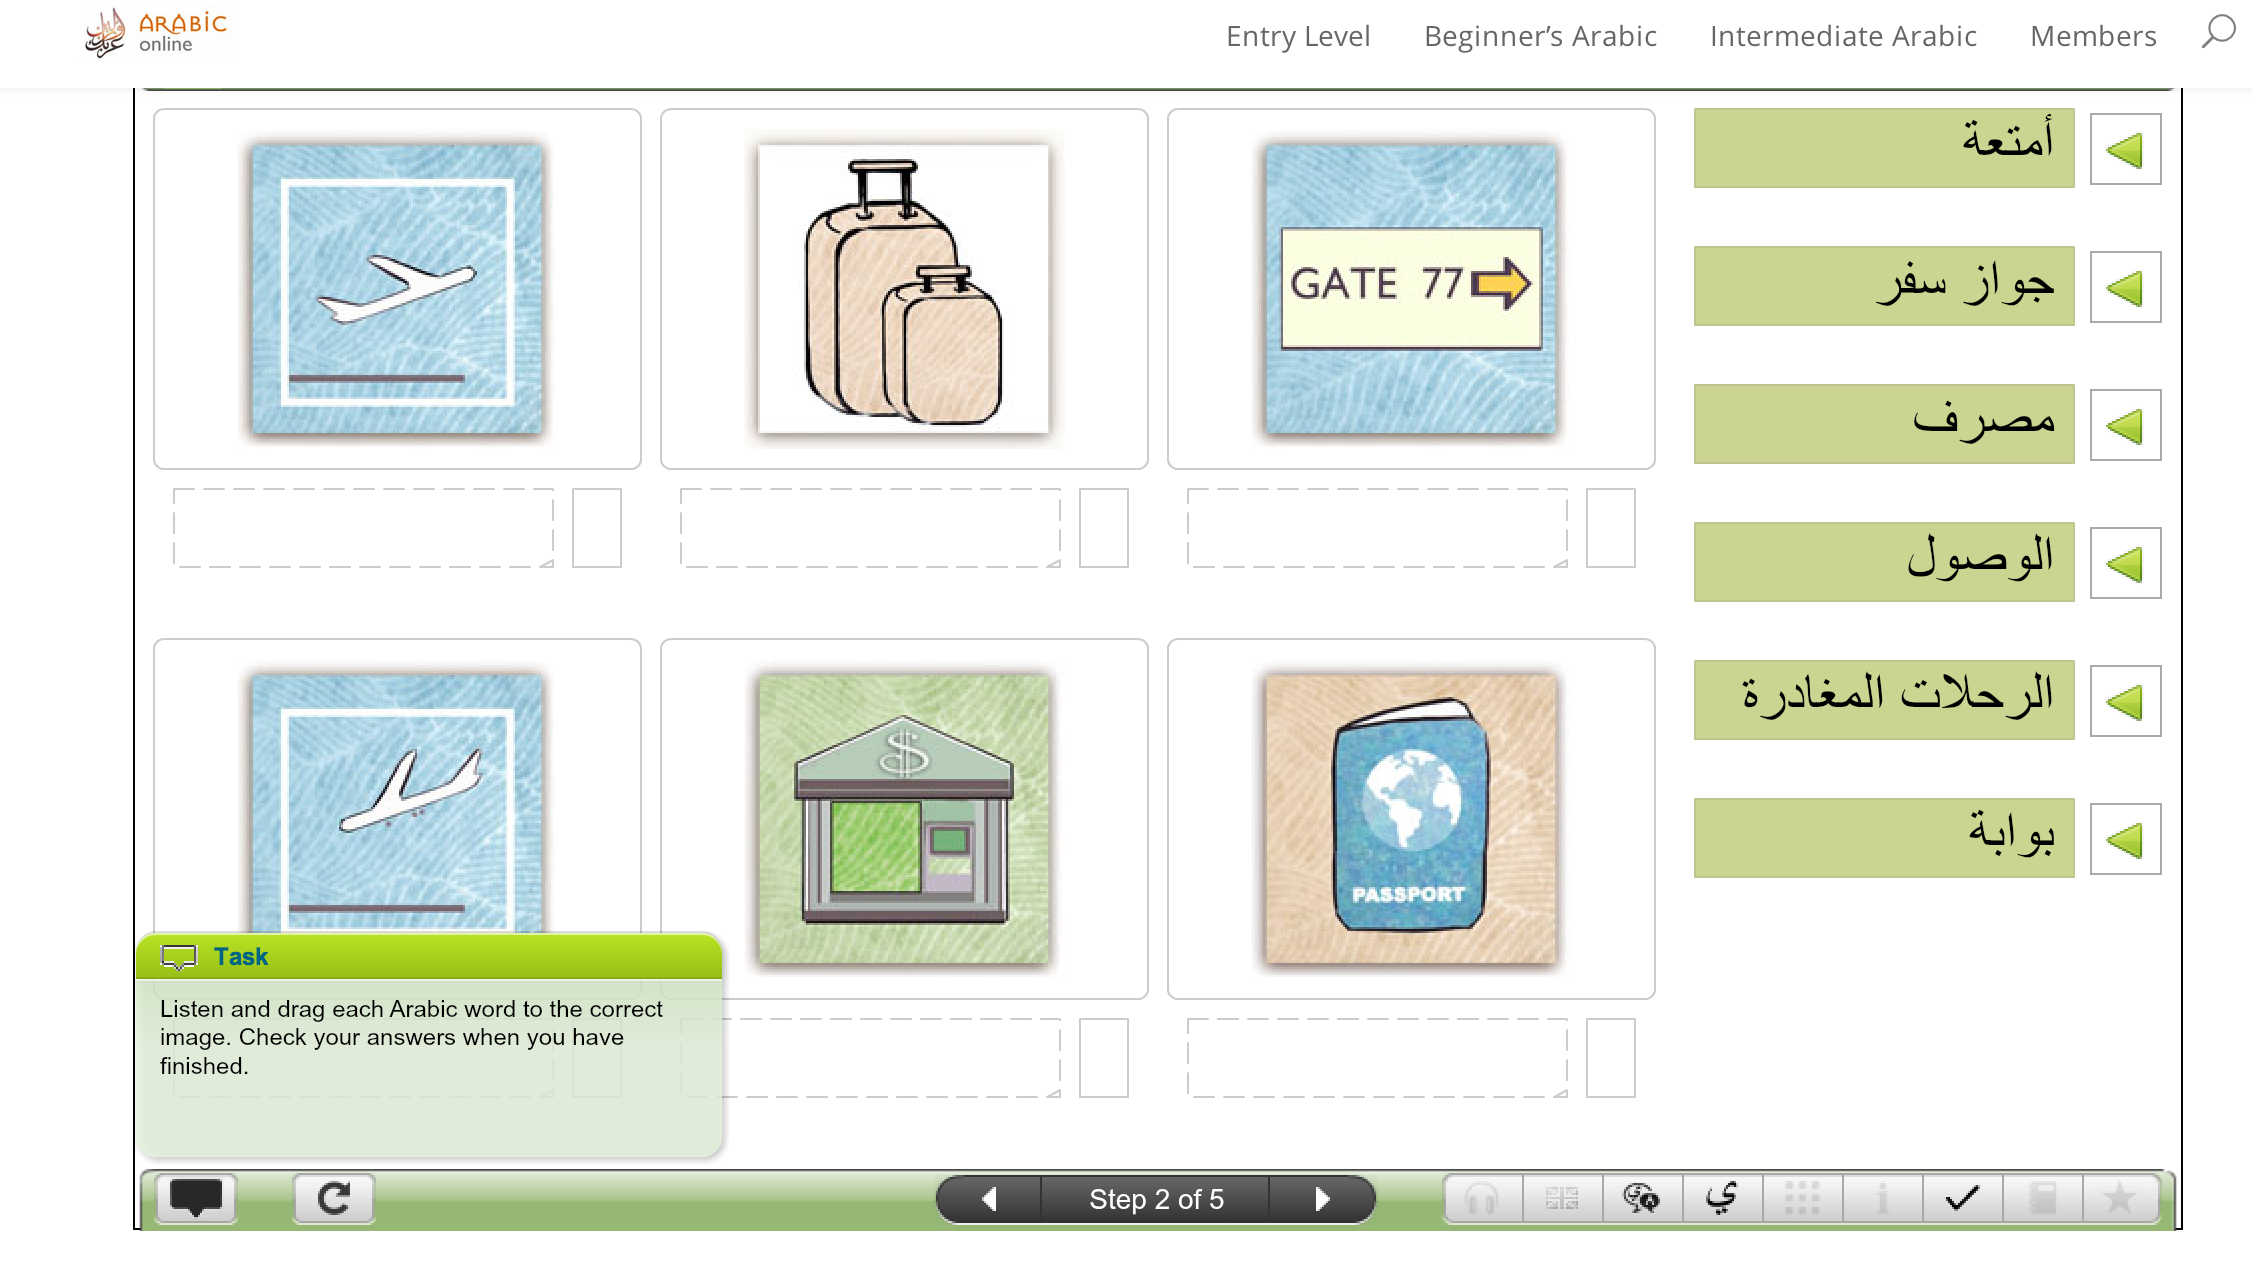 ARABIC
online
Entry Level
Beginner's Arabic
Intermediate Arabic
Members
GATE 77
أمتعة
جواز سفر
مصرف
الوصول
الرحلات المغادرة
بوابة
$
PASSPORT
Task
Listen and drag each Arabic word to the correct
image. Check your answers when you have
finished.
Step 2 of 5
ي